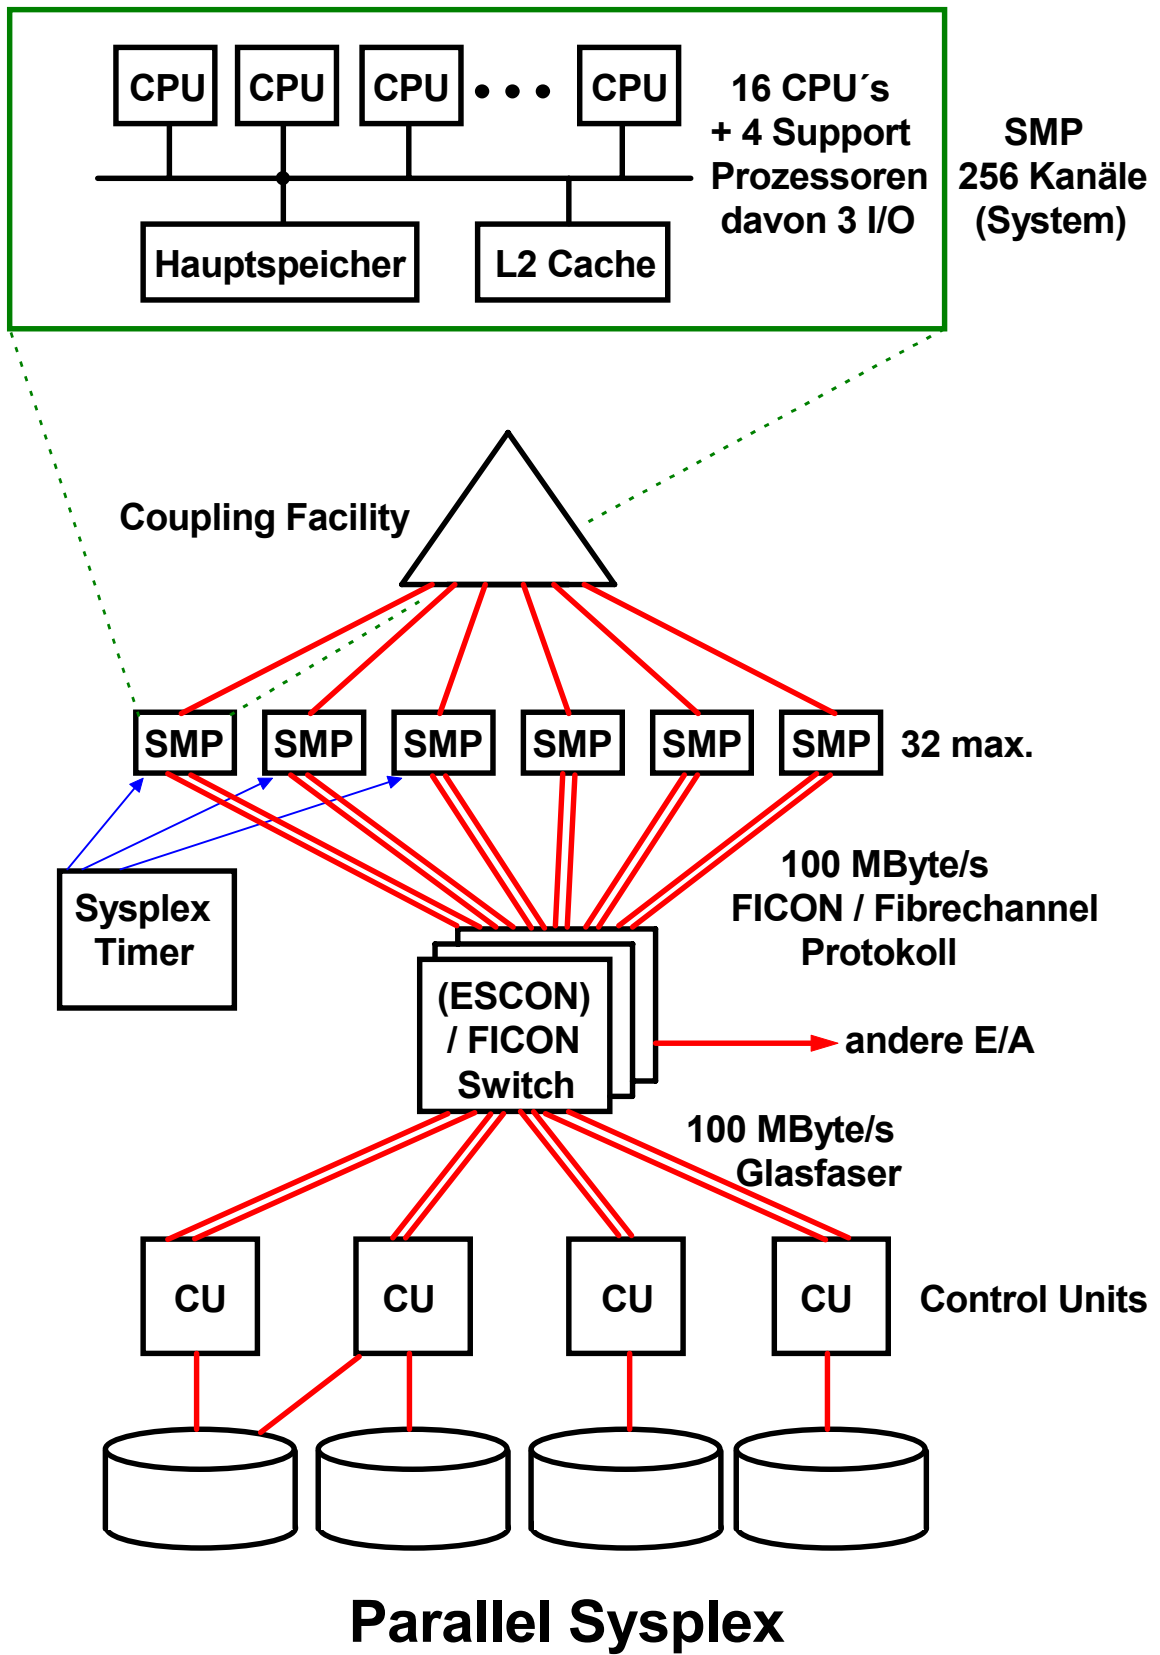 CPU CPU CPU • • • CPU
16 CPU´s
+ 4 Support
Prozessoren
davon 3 I/O
SMP
256 Kanäle
(System)
Hauptspeicher
L2 Cache
Coupling Facility
SMP SMP SMP SMP SMP SMP
32 max.
Sysplex
Timer
100 MByte/s
FICON / Fibrechannel
Protokoll
(ESCON)
/ FICON
Switch
andere E/A
100 MByte/s
Glasfaser
CU CU CU CU
Control Units
Parallel Sysplex